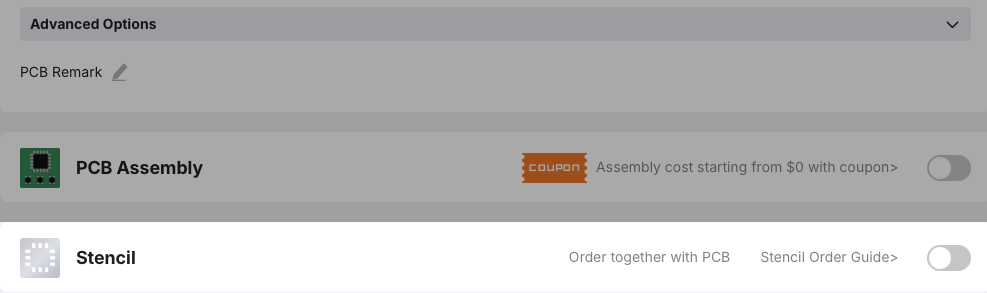 Advanced Options
PCB Remark
PCB Assembly
COUPON
Assembly cost starting from $0 with coupon>
Stencil
Order together with PCB
Stencil Order Guide>